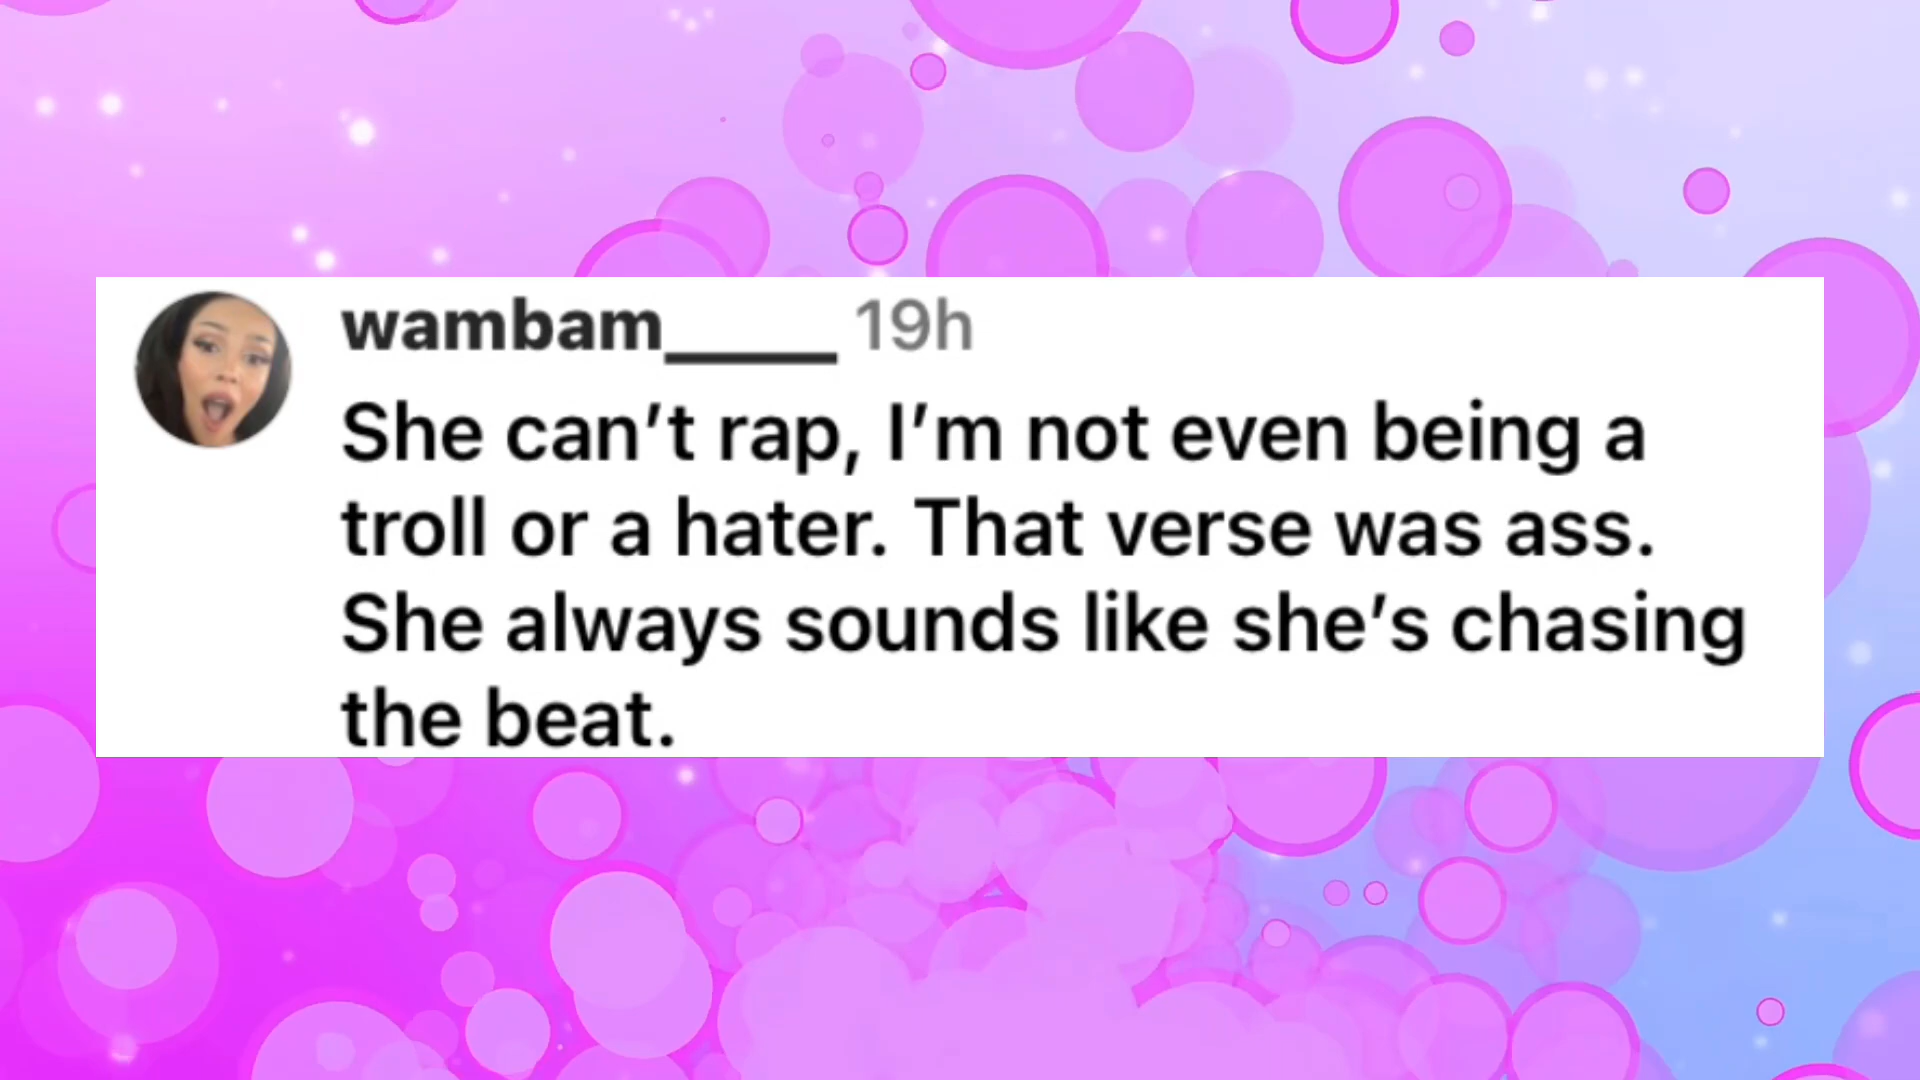 wambam_____ 19h
She can’t rap, I’m not even being a
troll or a hater. That verse was ass.
She always sounds like she’s chasing
the beat.